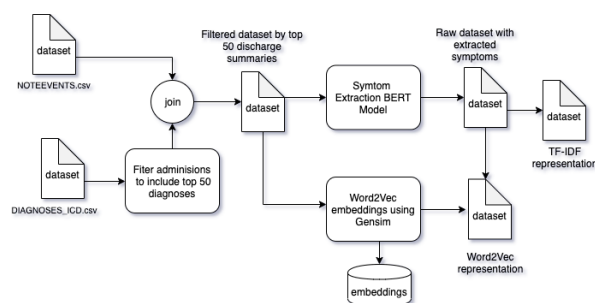 dataset
NOTEEVENTS.csv
join
dataset
DIAGNOSES_ICD.csv
Fiter adminisions
to include top 50
diagnoses
Filtered dataset by top
50 discharge
summaries
dataset
Symtom
Extraction BERT
Model
Raw dataset with
extracted
symptoms
dataset
dataset
TF-IDF
representation
Word2Vec
embeddings using
Gensim
dataset
Word2Vec
representation
embeddings